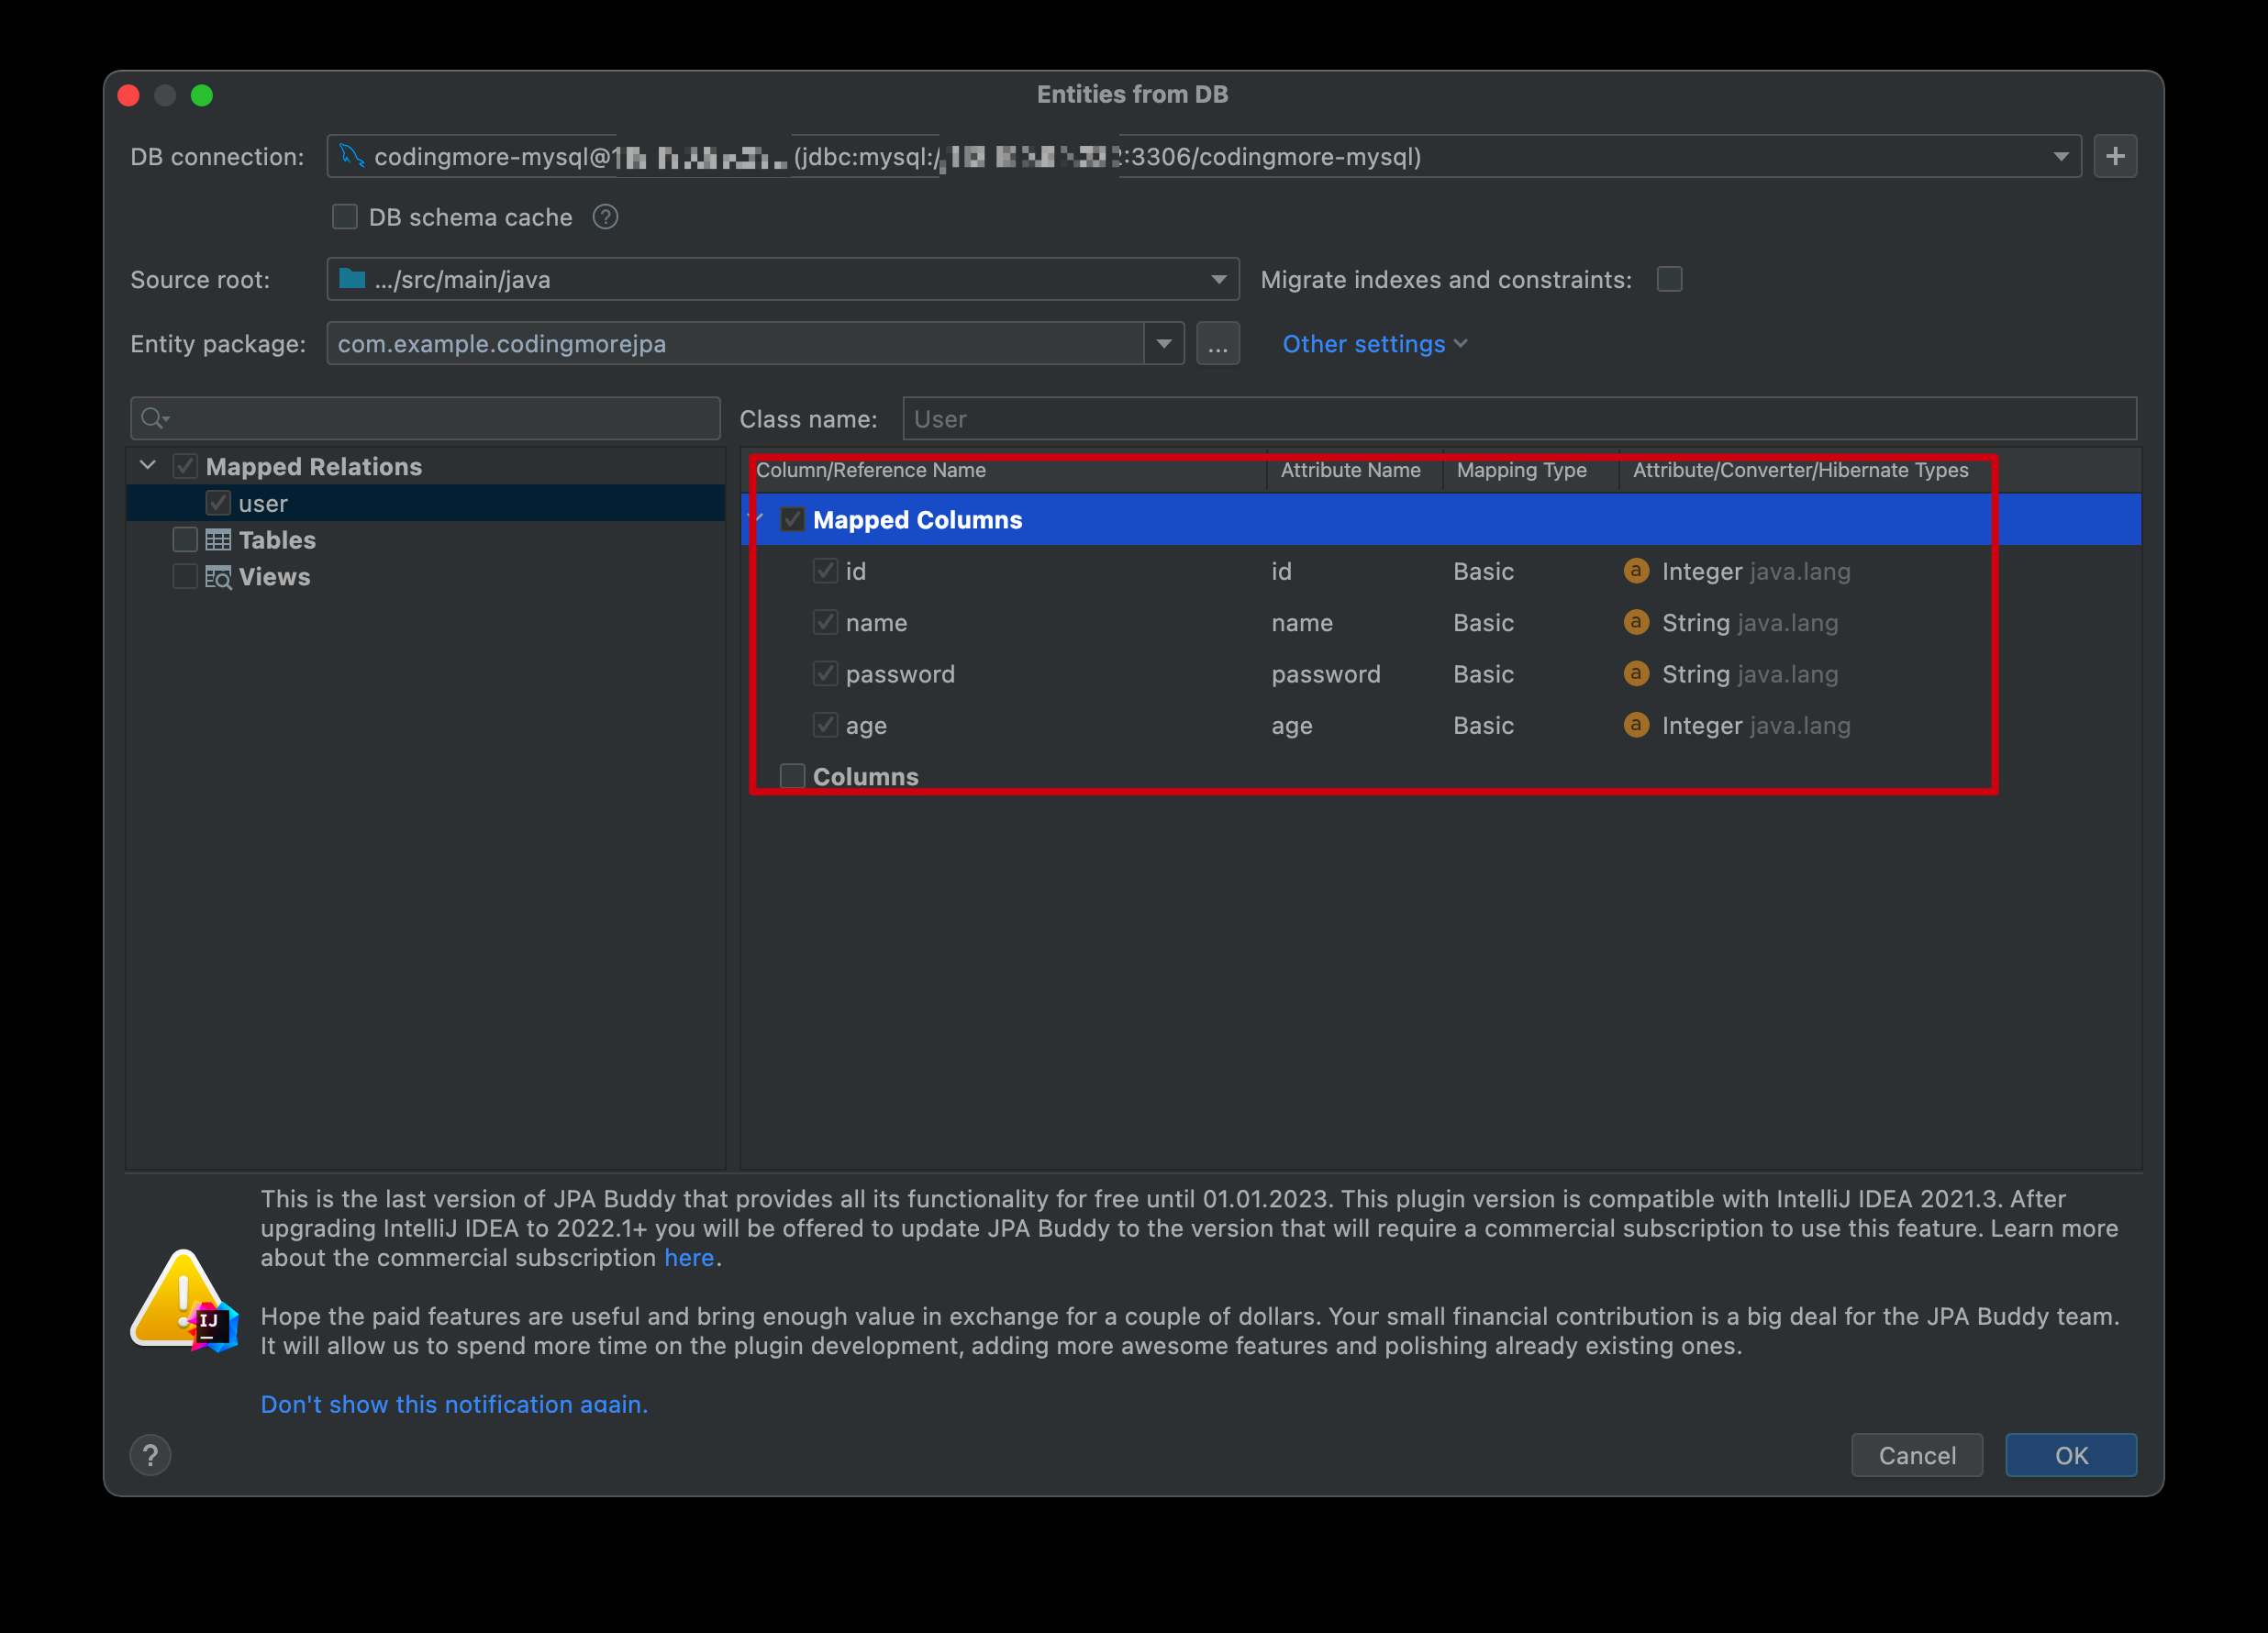 Entities from DB
DB connection: codingmore-mysql@1 (jdbc:mysql:/ :3306/codingmore-mysql) +
DB schema cache ?
Source root: .../src/main/java Migrate indexes and constraints:
Entity package: com.example.codingmorejpa ... Other settings
Class name: User
Mapped Relations
user
Tables
Views
Column/Reference Name Attribute Name Mapping Type Attribute/Converter/Hibernate Types
Mapped Columns
id id Basic a Integer java.lang
name name Basic a String java.lang
password password Basic a String java.lang
age age Basic a Integer java.lang
Columns
This is the last version of JPA Buddy that provides all its functionality for free until 01.01.2023. This plugin version is compatible with IntelliJ IDEA 2021.3. After
upgrading IntelliJ IDEA to 2022.1+ you will be offered to update JPA Buddy to the version that will require a commercial subscription to use this feature. Learn more
about the commercial subscription here.
IJ
Hope the paid features are useful and bring enough value in exchange for a couple of dollars. Your small financial contribution is a big deal for the JPA Buddy team.
It will allow us to spend more time on the plugin development, adding more awesome features and polishing already existing ones.
Don't show this notification again.
? Cancel OK